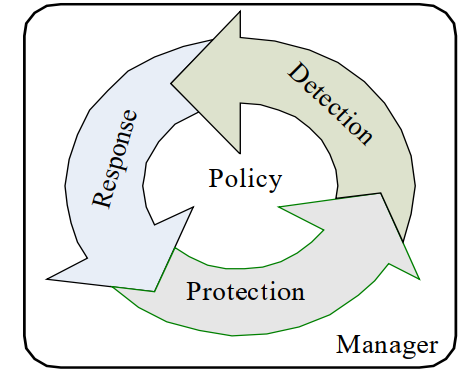 Detection
Response
Policy
Protection
Manager